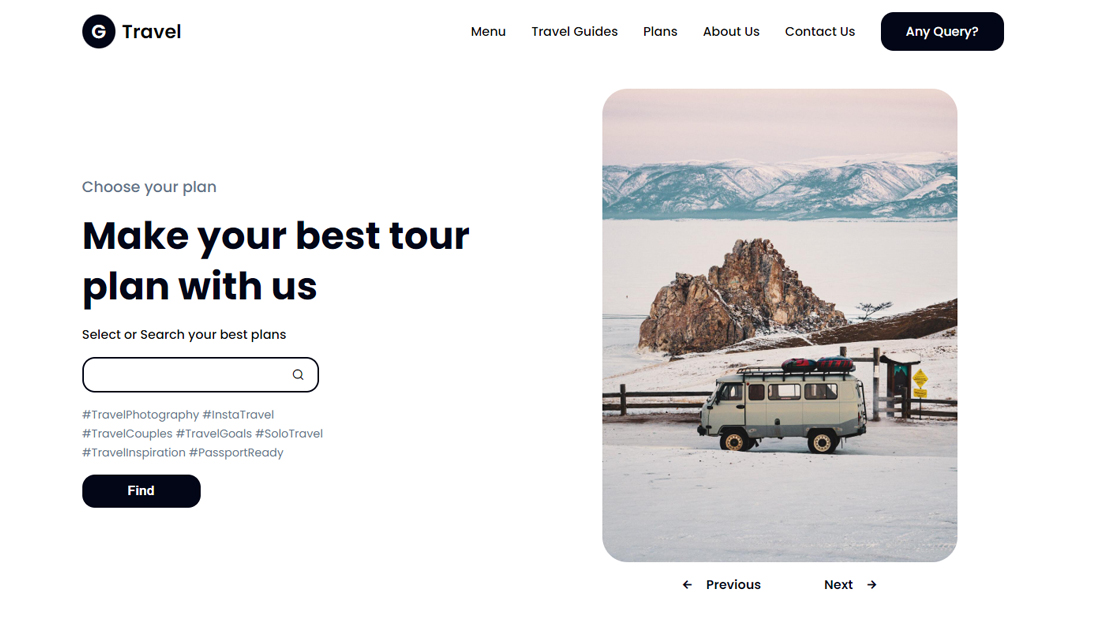 G Travel
Menu Travel Guides Plans About Us Contact Us Any Query?
Choose your plan
Make your best tour
plan with us
Select or Search your best plans
#TravelPhotography #InstaTravel
#TravelCouples #TravelGoals #SoloTravel
#TravelInspiration #PassportReady
Find
← Previous Next →